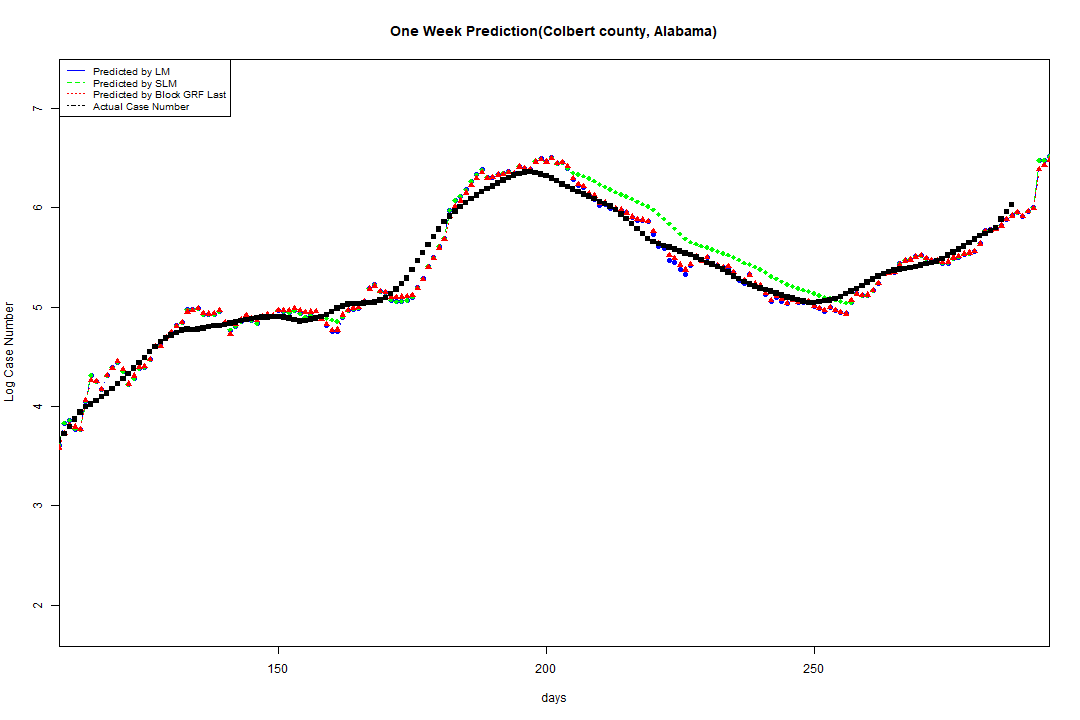 One Week Prediction(Colbert county, Alabama)
Predicted by LM
Predicted by SLM
Predicted by Block GRF Last
Actual Case Number
7
6
5
4
3
2
Log Case Number
150 200 250
days